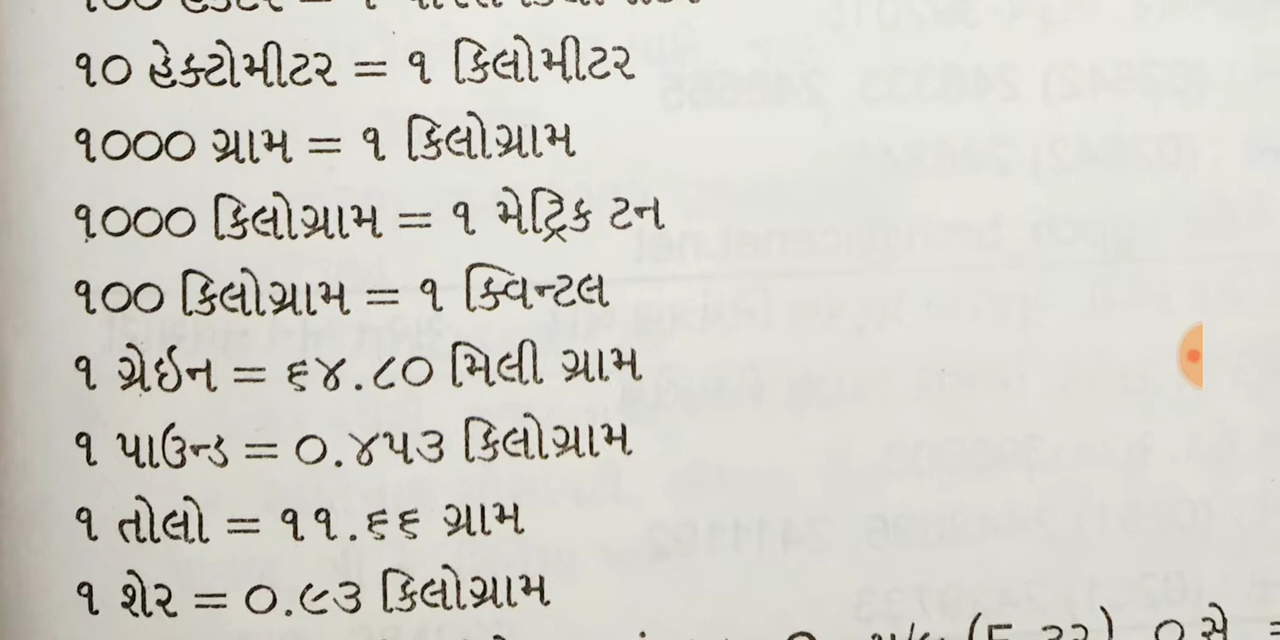 ૧૦ હેક્ટોમીટર = ૧ કિલોમીટર
૧૦૦૦ ગ્રામ = ૧ કિલોગ્રામ
૧૦૦૦ કિલોગ્રામ = ૧ મેટ્રિક ટન
૧૦૦ કિલોગ્રામ = ૧ ક્વિન્ટલ
૧ ગ્રેઇન = ૬૪.૮૦ મિલી ગ્રામ
૧ પાઉન્ડ = ૦.૪૫૩ કિલોગ્રામ
૧ તોલો = ૧૧.૬૬ ગ્રામ
૧ શેર = ૦.૯૩ કિલોગ્રામ